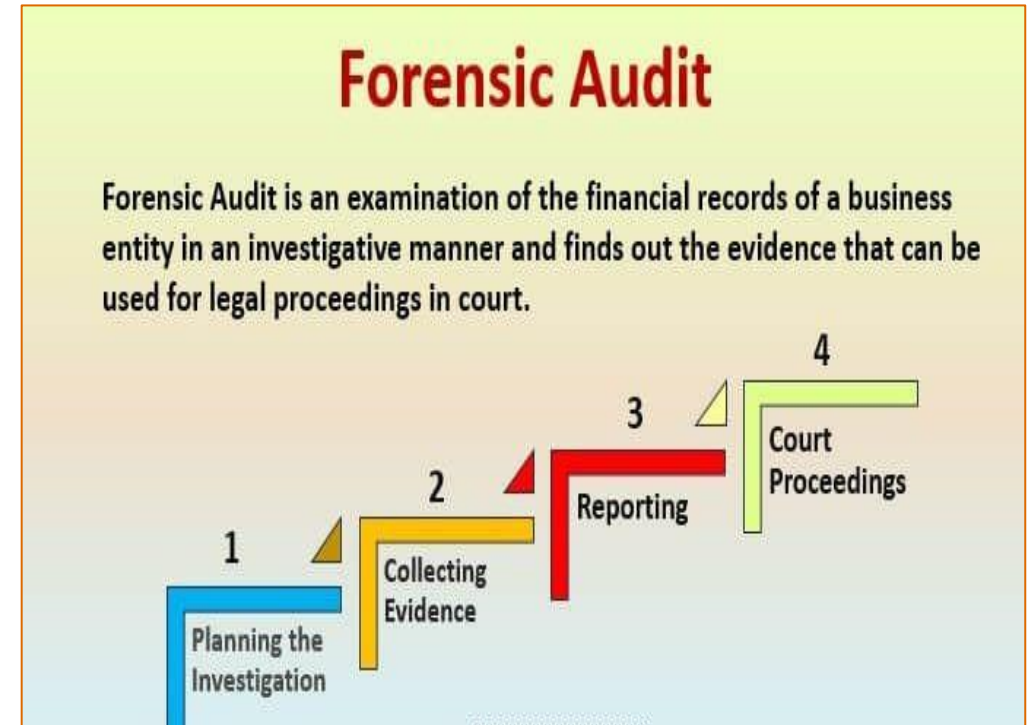 Forensic Audit
Forensic Audit is an examination of the financial records of a business
entity in an investigative manner and finds out the evidence that can be
used for legal proceedings in court.
1
Planning the
Investigation
2
Collecting
Evidence
3
Reporting
4
Court
Proceedings